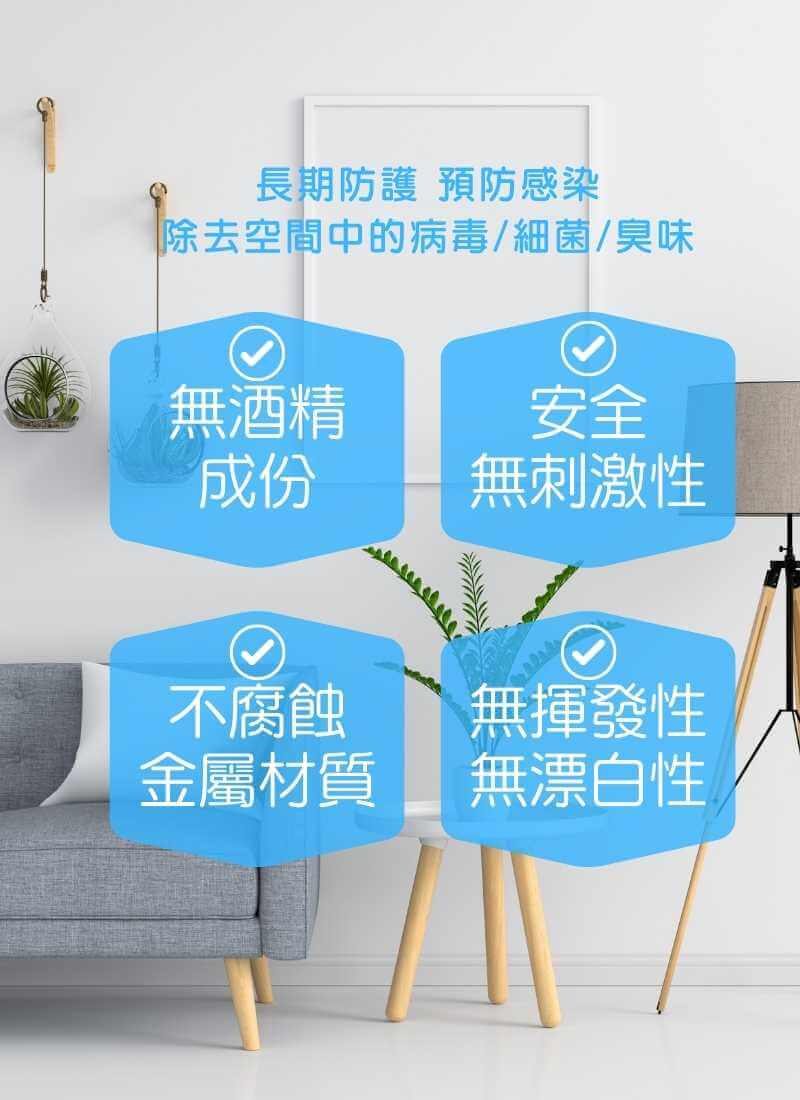 長期防護 預防感染
除去空間中的病毒/細菌/臭味
無酒精
成份
安全
無刺激性
不腐蝕
金屬材質
無揮發性
無漂白性